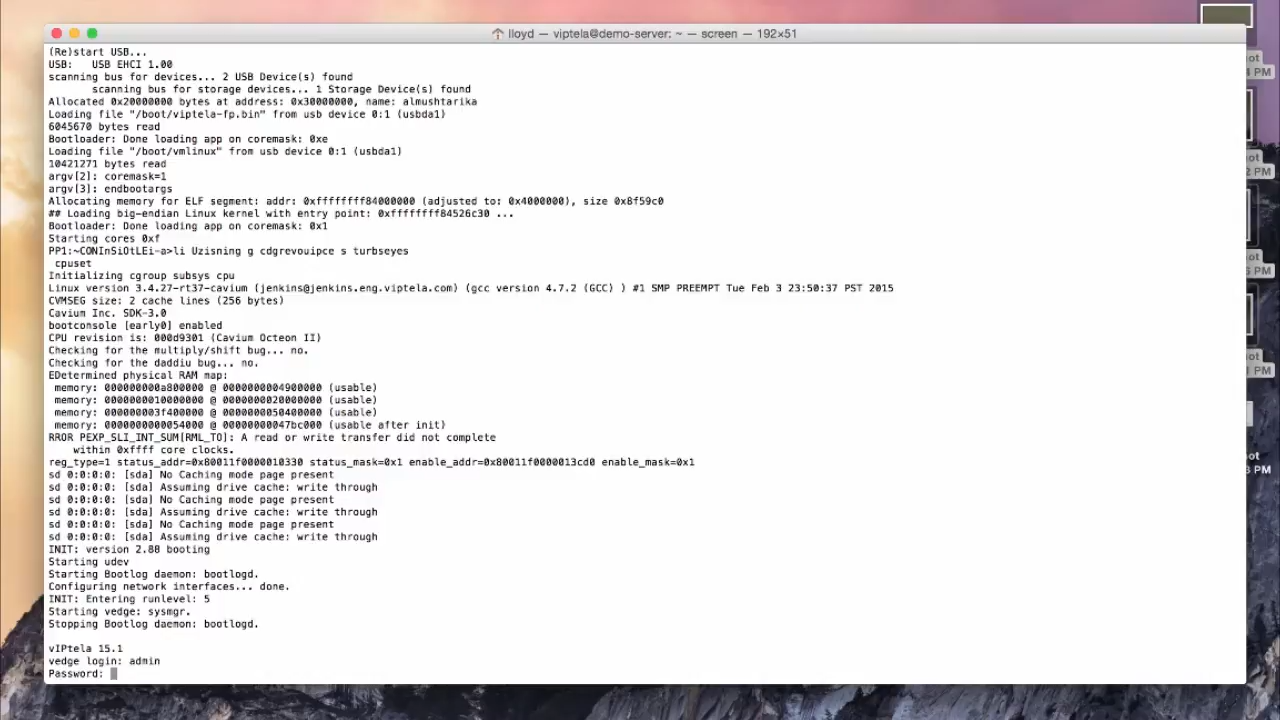 lloyd — viptela@demo-server: ~ — screen — 192×51
(Re)start USB...
USB:   USB EHCI 1.00
scanning bus for devices... 2 USB Device(s) found
       scanning bus for storage devices... 1 Storage Device(s) found
Allocated 0x20000000 bytes at address: 0x30000000, name: almushtarika
Loading file "/boot/viptela-fp.bin" from usb device 0:1 (usbda1)
6045670 bytes read
Bootloader: Done loading app on coremask: 0xe
Loading file "/boot/vmlinux" from usb device 0:1 (usbda1)
10421271 bytes read
argv[2]: coremask=1
argv[3]: endbootargs
Allocating memory for ELF segment: addr: 0xffffffff84000000 (adjusted to: 0x4000000), size 0x8f59c0
## Loading big-endian Linux kernel with entry point: 0xffffffff84526c30 ...
Bootloader: Done loading app on coremask: 0x1
Starting cores 0xf
PP1:~CONInSiOtLEi-a>li Uzisning g cdgrevouipce s turbseyes
 cpuset
Initializing cgroup subsys cpu
Linux version 3.4.27-rt37-cavium (jenkins@jenkins.eng.viptela.com) (gcc version 4.7.2 (GCC) ) #1 SMP PREEMPT Tue Feb 3 23:50:37 PST 2015
CVMSEG size: 2 cache lines (256 bytes)
Cavium Inc. SDK-3.0
bootconsole [early0] enabled
CPU revision is: 000d9301 (Cavium Octeon II)
Checking for the multiply/shift bug... no.
Checking for the daddiu bug... no.
EDetermined physical RAM map:
 memory: 000000000a800000 @ 0000000004900000 (usable)
 memory: 0000000010000000 @ 0000000020000000 (usable)
 memory: 000000003f400000 @ 0000000050400000 (usable)
 memory: 0000000000054000 @ 00000000047bc000 (usable after init)
RROR PEXP_SLI_INT_SUM[RML_TO]: A read or write transfer did not complete
    within 0xffff core clocks.
reg_type=1 status_addr=0x80011f0000010330 status_mask=0x1 enable_addr=0x80011f0000013cd0 enable_mask=0x1
sd 0:0:0:0: [sda] No Caching mode page present
sd 0:0:0:0: [sda] Assuming drive cache: write through
sd 0:0:0:0: [sda] No Caching mode page present
sd 0:0:0:0: [sda] Assuming drive cache: write through
sd 0:0:0:0: [sda] No Caching mode page present
sd 0:0:0:0: [sda] Assuming drive cache: write through
INIT: version 2.88 booting
Starting udev
Starting Bootlog daemon: bootlogd.
Configuring network interfaces... done.
INIT: Entering runlevel: 5
Starting vedge: sysmgr.
Stopping Bootlog daemon: bootlogd.
vIPtela 15.1
vedge login: admin
Password: